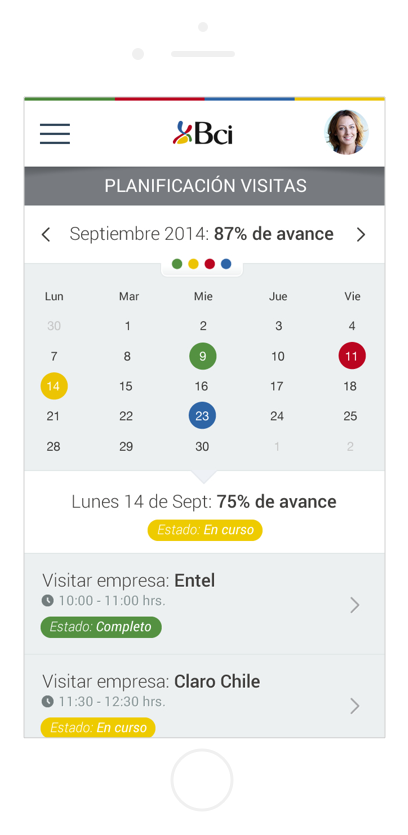 Bci
PLANIFICACIÓN VISITAS
Septiembre 2014: 87% de avance
Lun Mar Mie Jue Vie
30 1 2 3 4
7 8 9 10 11
14 15 16 17 18
21 22 23 24 25
28 29 30 1 2
Lunes 14 de Sept: 75% de avance
Estado: En curso
Visitar empresa: Entel
10:00 - 11:00 hrs.
Estado: Completo
Visitar empresa: Claro Chile
11:30 - 12:30 hrs.
Estado: En curso